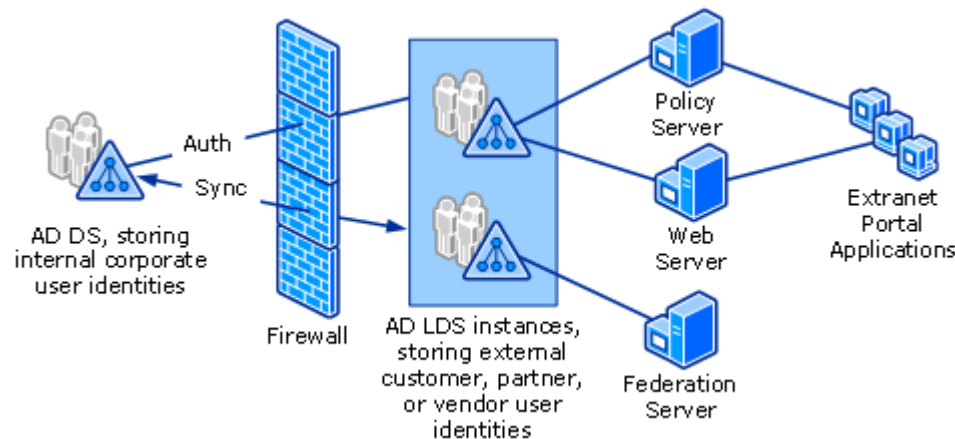 Auth
Sync
AD DS, storing
internal corporate
user identities
Firewall
AD LDS instances,
storing external
customer, partner,
or vendor user
identities
Policy
Server
Web
Server
Federation
Server
Extranet
Portal
Applications